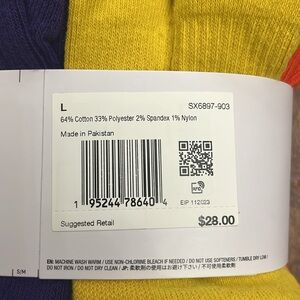 L
SX6897-903
64% Cotton 33% Polyester 2% Spandex 1% Nylon
Made in Pakistan
1 95244 78640 4
RFID
EIP 112023
Suggested Retail
$28.00
EN: MACHINE WASH WARM / USE NON-CHLORINE BLEACH IF NEEDED / DO NOT USE SOFTENERS / TUMBLE DRY LOW /
DO NOT IRON / DO NOT DRY CLEAN / JP: 柔軟剤の使用はお避け下さい / 不可使用柔軟剤
S/M